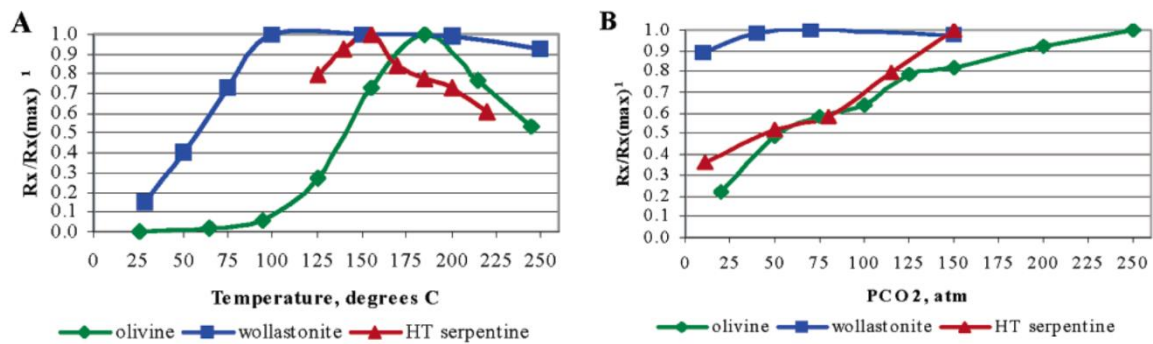 A
Rx /Rx(max) ¹
1.0
0.9
0.8
0.7
0.6
0.5
0.4
0.3
0.2
0.1
0.0
0 25 50 75 100 125 150 175 200 225 250
Temperature, degrees C
olivine wollastonite HT serpentine
B
Rx/Rx(max)¹
1.0
0.9
0.8
0.7
0.6
0.5
0.4
0.3
0.2
0.1
0.0
0 25 50 75 100 125 150 175 200 225 250
PCO2, atm
olivine wollastonite HT serpentine